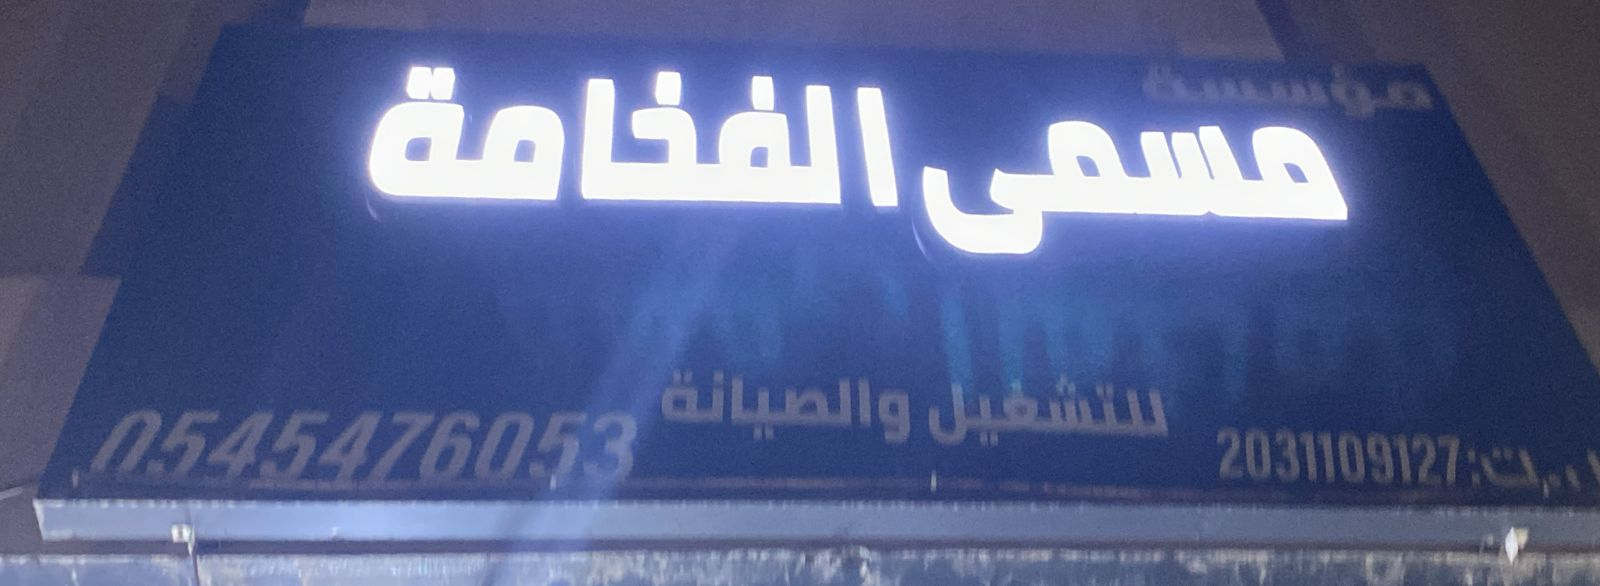 مؤسسة
مسمى الفخامة
للتشغيل والصيانة
س.ت: 2031109127
0545476053